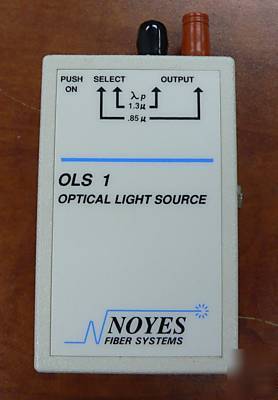 PUSH ON
SELECT
OUTPUT
λp
1.3µ
.85µ
OLS 1
OPTICAL LIGHT SOURCE
NOYES
FIBER SYSTEMS